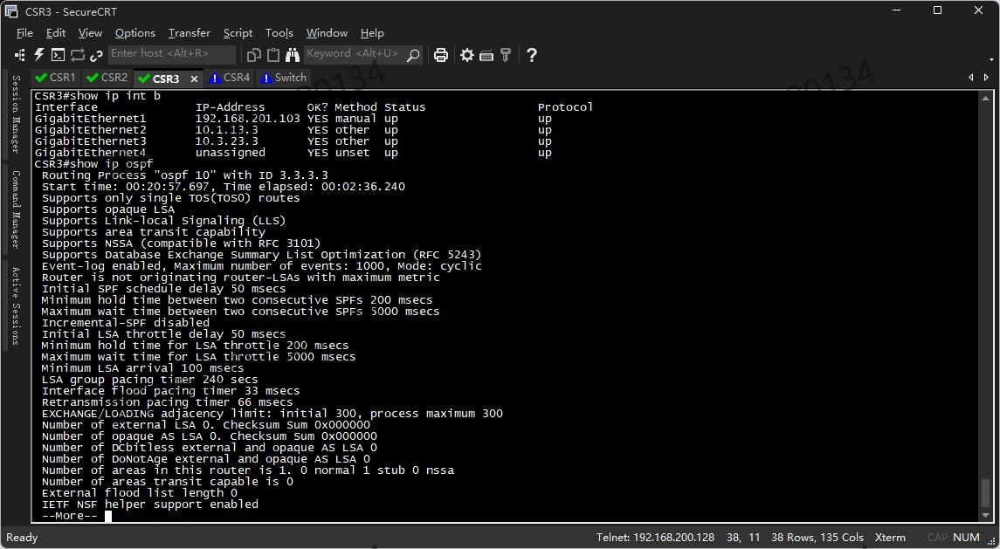 CSR3 - SecureCRT
File Edit View Options Transfer Script Tools Window Help
Enter host <Alt+R> Keyword <Alt+U>
CSR1 CSR2 CSR3 CSR4 Switch
Session Manager
Command Manager
Active Sessions
CSR3#show ip int b
Interface IP-Address OK? Method Status Protocol
GigabitEthernet1 192.168.201.103 YES manual up up
GigabitEthernet2 10.1.13.3 YES other up up
GigabitEthernet3 10.3.23.3 YES other up up
GigabitEthernet4 unassigned YES unset up up
CSR3#show ip ospf
Routing Process "ospf 10" with ID 3.3.3.3
Start time: 00:20:57.697, Time elapsed: 00:02:36.240
Supports only single TOS(TOS0) routes
Supports opaque LSA
Supports Link-local Signaling (LLS)
Supports area transit capability
Supports NSSA (compatible with RFC 3101)
Supports Database Exchange Summary List Optimization (RFC 5243)
Event-log enabled, Maximum number of events: 1000, Mode: cyclic
Router is not originating router-LSAs with maximum metric
Initial SPF schedule delay 50 msecs
Minimum hold time between two consecutive SPFs 200 msecs
Maximum wait time between two consecutive SPFs 5000 msecs
Incremental-SPF disabled
Initial LSA throttle delay 50 msecs
Minimum hold time for LSA throttle 200 msecs
Maximum wait time for LSA throttle 5000 msecs
Minimum LSA arrival 100 msecs
LSA group pacing timer 240 secs
Interface flood pacing timer 33 msecs
Retransmission pacing timer 66 msecs
EXCHANGE/LOADING adjacency limit: initial 300, process maximum 300
Number of external LSA 0. Checksum Sum 0x000000
Number of opaque AS LSA 0. Checksum Sum 0x000000
Number of DCbitless external and opaque AS LSA 0
Number of DoNotAge external and opaque AS LSA 0
Number of areas in this router is 1. 0 normal 1 stub 0 nssa
Number of areas transit capable is 0
External flood list length 0
IETF NSF helper support enabled
--More--
Ready Telnet: 192.168.200.128 38, 11 38 Rows, 135 Cols Xterm CAP NUM